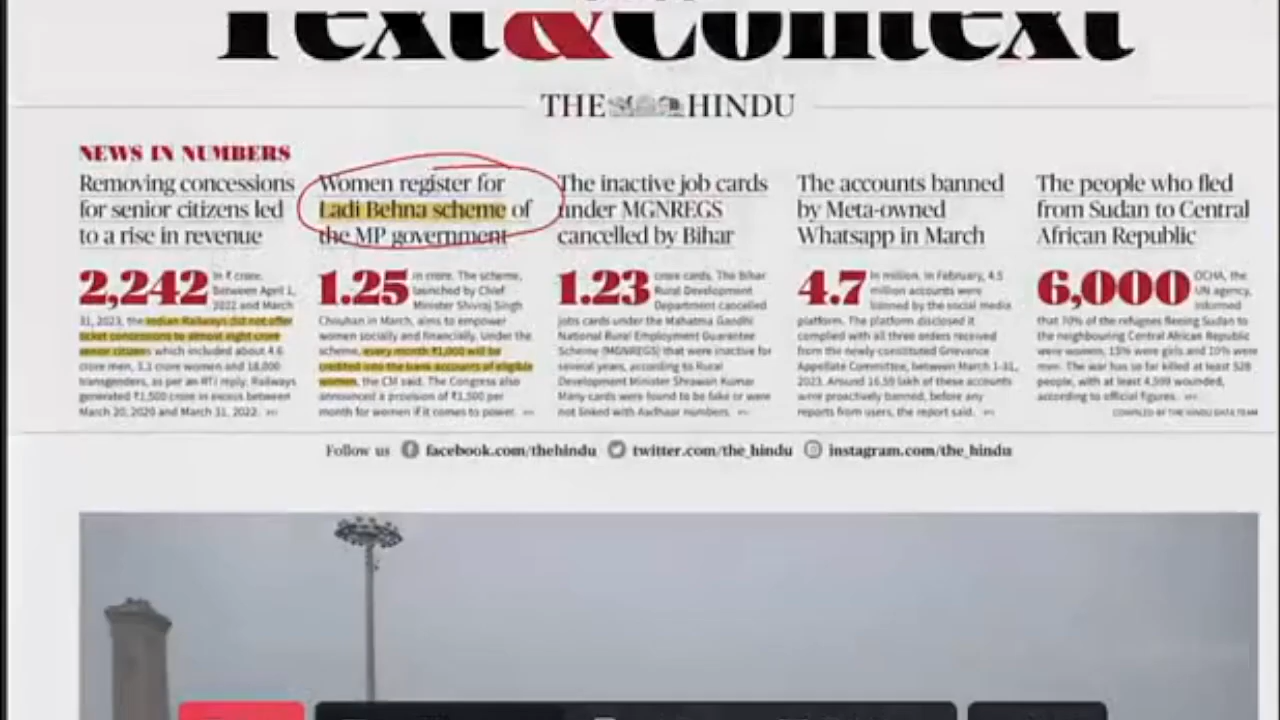 Text&Context
THE HINDU
NEWS IN NUMBERS
Removing concessions
for senior citizens led
to a rise in revenue
2,242 in ₹ crore.
Between April 1,
2022 and March
31, 2023, the Indian Railways did not offer
ticket concessions to almost eight crore
senior citizens which included about 4.6
crore men, 3.3 crore women and 18,000
transgenders, as per an RTI reply. Railways
generated ₹1,500 crore in excess between
March 20, 2020 and March 31, 2022.
Women register for
Ladi Behna scheme of
the MP government
1.25 in crore. The scheme,
launched by Chief
Minister Shivraj Singh
Chouhan in March, aims to empower
women socially and financially. Under the
scheme, every month ₹1,000 will be
credited into the bank accounts of eligible
women, the CM said. The Congress also
announced a provision of ₹1,500 per
month for women if it comes to power.
The inactive job cards
under MGNREGS
cancelled by Bihar
1.23 crore cards. The Bihar
Rural Development
Department cancelled
jobs cards under the Mahatma Gandhi
National Rural Employment Guarantee
Scheme (MGNREGS) that were inactive for
several years, according to Rural
Development Minister Shrawan Kumar
Many cards were found to be fake or were
not linked with Aadhaar numbers.
The accounts banned
by Meta-owned
Whatsapp in March
4.7 in million. In February, 4.5
million accounts were
banned by the social media
platform. The platform disclosed it
complied with all three orders received
from the newly constituted Grievance
Appellate Committee, between March 1-31,
2023. Around 16.59 lakh of these accounts
were proactively banned, before any
reports from users, the report said.
The people who fled
from Sudan to Central
African Republic
6,000 OCHA, the
UN agency,
informed
that 70% of the refugees fleeing Sudan to
the neighbouring Central African Republic
were women, 15% were girls and 10% were
men. The war has so far killed at least 528
people, with at least 4,599 wounded,
according to official figures.
COMPILED BY THE HINDU DATA TEAM
Follow us facebook.com/thehindu twitter.com/the_hindu instagram.com/the_hindu